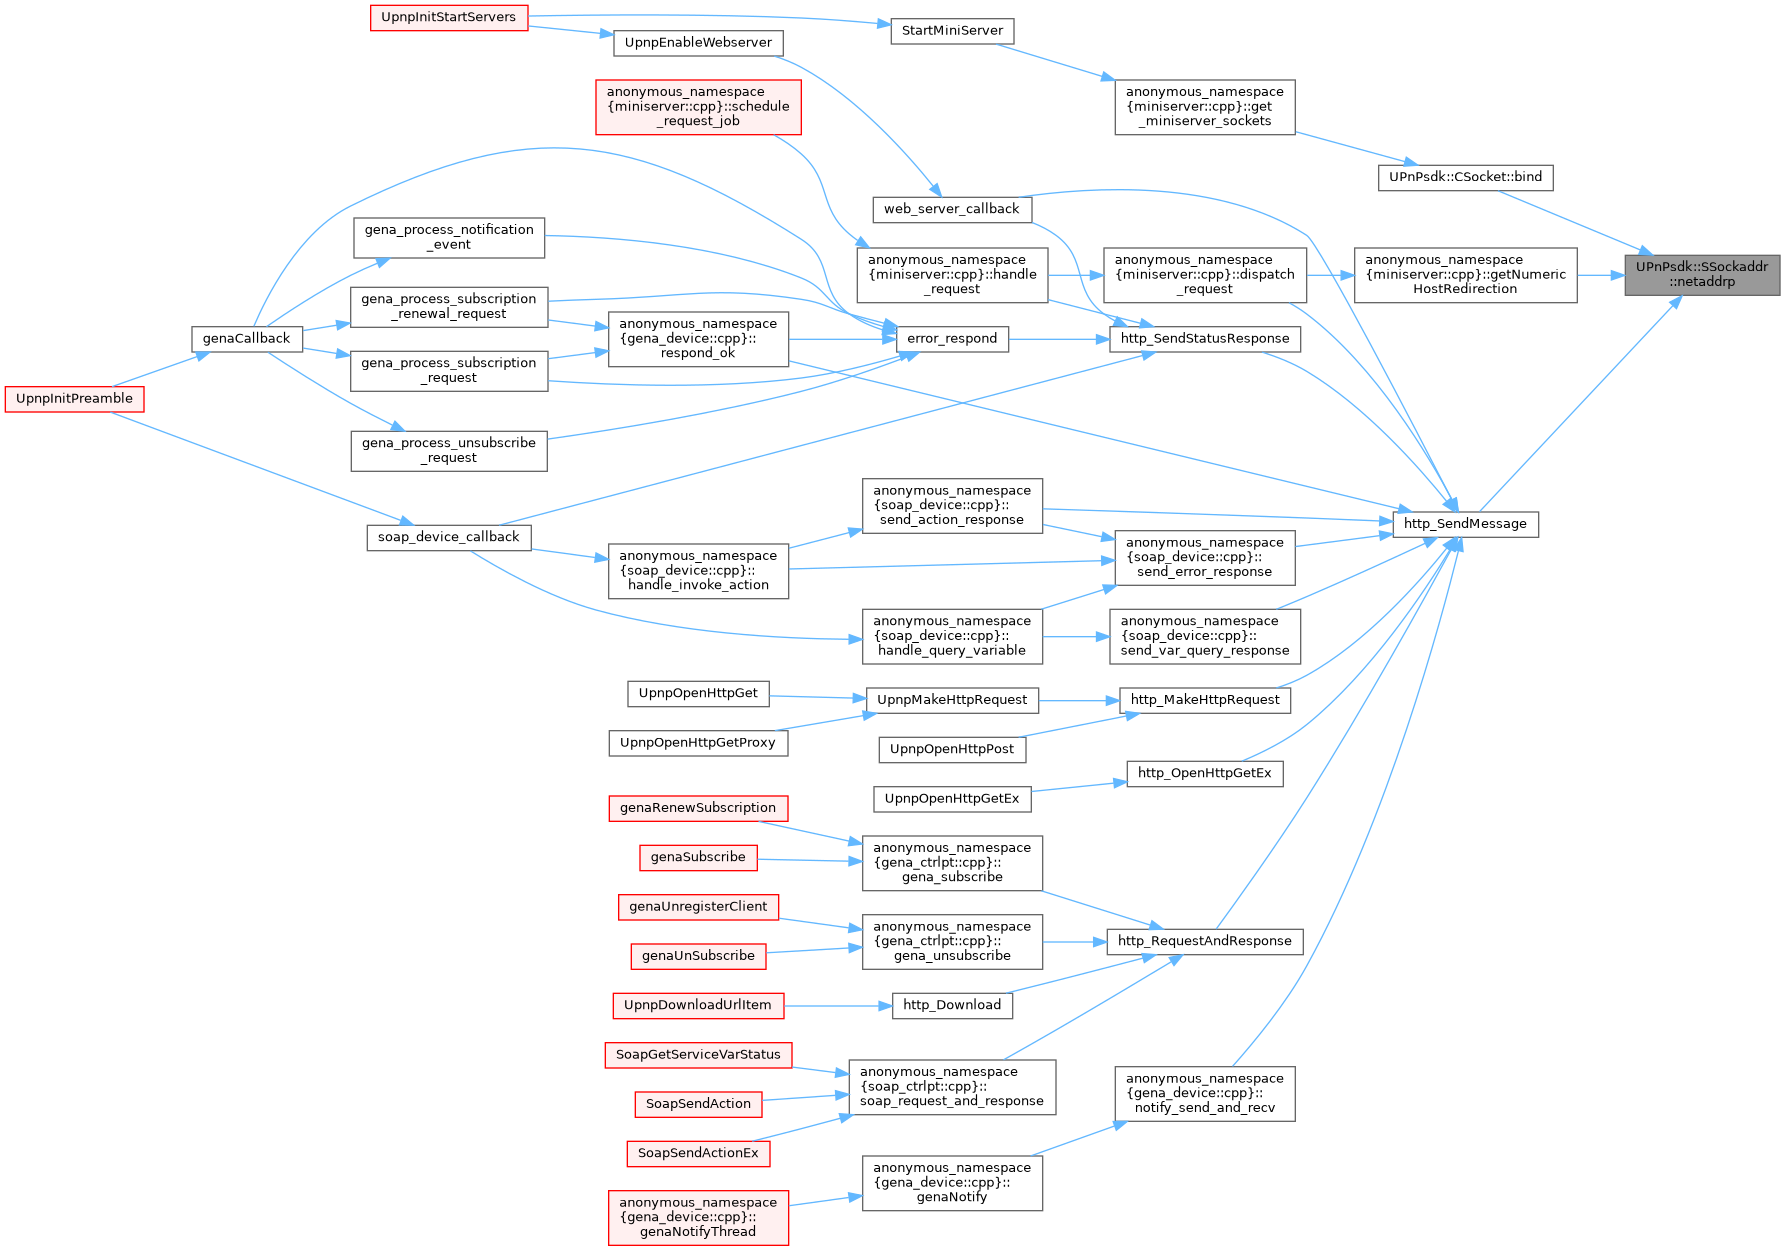 UpnpInitStartServers
StartMiniServer
UpnpEnableWebserver
anonymous_namespace
{miniserver::cpp}::schedule
_request_job
anonymous_namespace
{miniserver::cpp}::get
_miniserver_sockets
UPnPsdk::CSocket::bind
web_server_callback
gena_process_notification
_event
anonymous_namespace
{miniserver::cpp}::handle
_request
anonymous_namespace
{miniserver::cpp}::dispatch
_request
anonymous_namespace
{miniserver::cpp}::getNumeric
HostRedirection
UPnPsdk::SSockaddr
::netaddrp
gena_process_subscription
_renewal_request
genaCallback
anonymous_namespace
{gena_device::cpp}::
respond_ok
error_respond
http_SendStatusResponse
gena_process_subscription
_request
UpnpInitPreamble
gena_process_unsubscribe
_request
anonymous_namespace
{soap_device::cpp}::
send_action_response
http_SendMessage
soap_device_callback
anonymous_namespace
{soap_device::cpp}::
handle_invoke_action
anonymous_namespace
{soap_device::cpp}::
send_error_response
anonymous_namespace
{soap_device::cpp}::
handle_query_variable
anonymous_namespace
{soap_device::cpp}::
send_var_query_response
UpnpOpenHttpGet
UpnpMakeHttpRequest
http_MakeHttpRequest
UpnpOpenHttpGetProxy
UpnpOpenHttpPost
http_OpenHttpGetEx
UpnpOpenHttpGetEx
genaRenewSubscription
genaSubscribe
anonymous_namespace
{gena_ctrlpt::cpp}::
gena_subscribe
genaUnregisterClient
genaUnSubscribe
anonymous_namespace
{gena_ctrlpt::cpp}::
gena_unsubscribe
http_RequestAndResponse
UpnpDownloadUrlItem
http_Download
SoapGetServiceVarStatus
SoapSendAction
SoapSendActionEx
anonymous_namespace
{soap_ctrlpt::cpp}::
soap_request_and_response
anonymous_namespace
{gena_device::cpp}::
notify_send_and_recv
anonymous_namespace
{gena_device::cpp}::
genaNotify
anonymous_namespace
{gena_device::cpp}::
genaNotifyThread